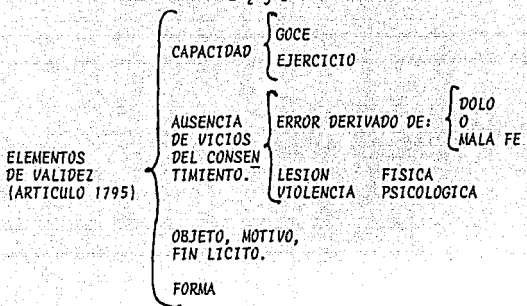 CAPACIDAD
GOCE
EJERCICIO
ELEMENTOS
DE VALIDEZ
(ARTICULO 1795)
AUSENCIA
DE VICIOS
DEL CONSEN
TIMIENTO.
ERROR DERIVADO DE:
DOLO
O
MALA FE
LESION FISICA
VIOLENCIA PSICOLOGICA
OBJETO, MOTIVO,
FIN LICITO.
FORMA